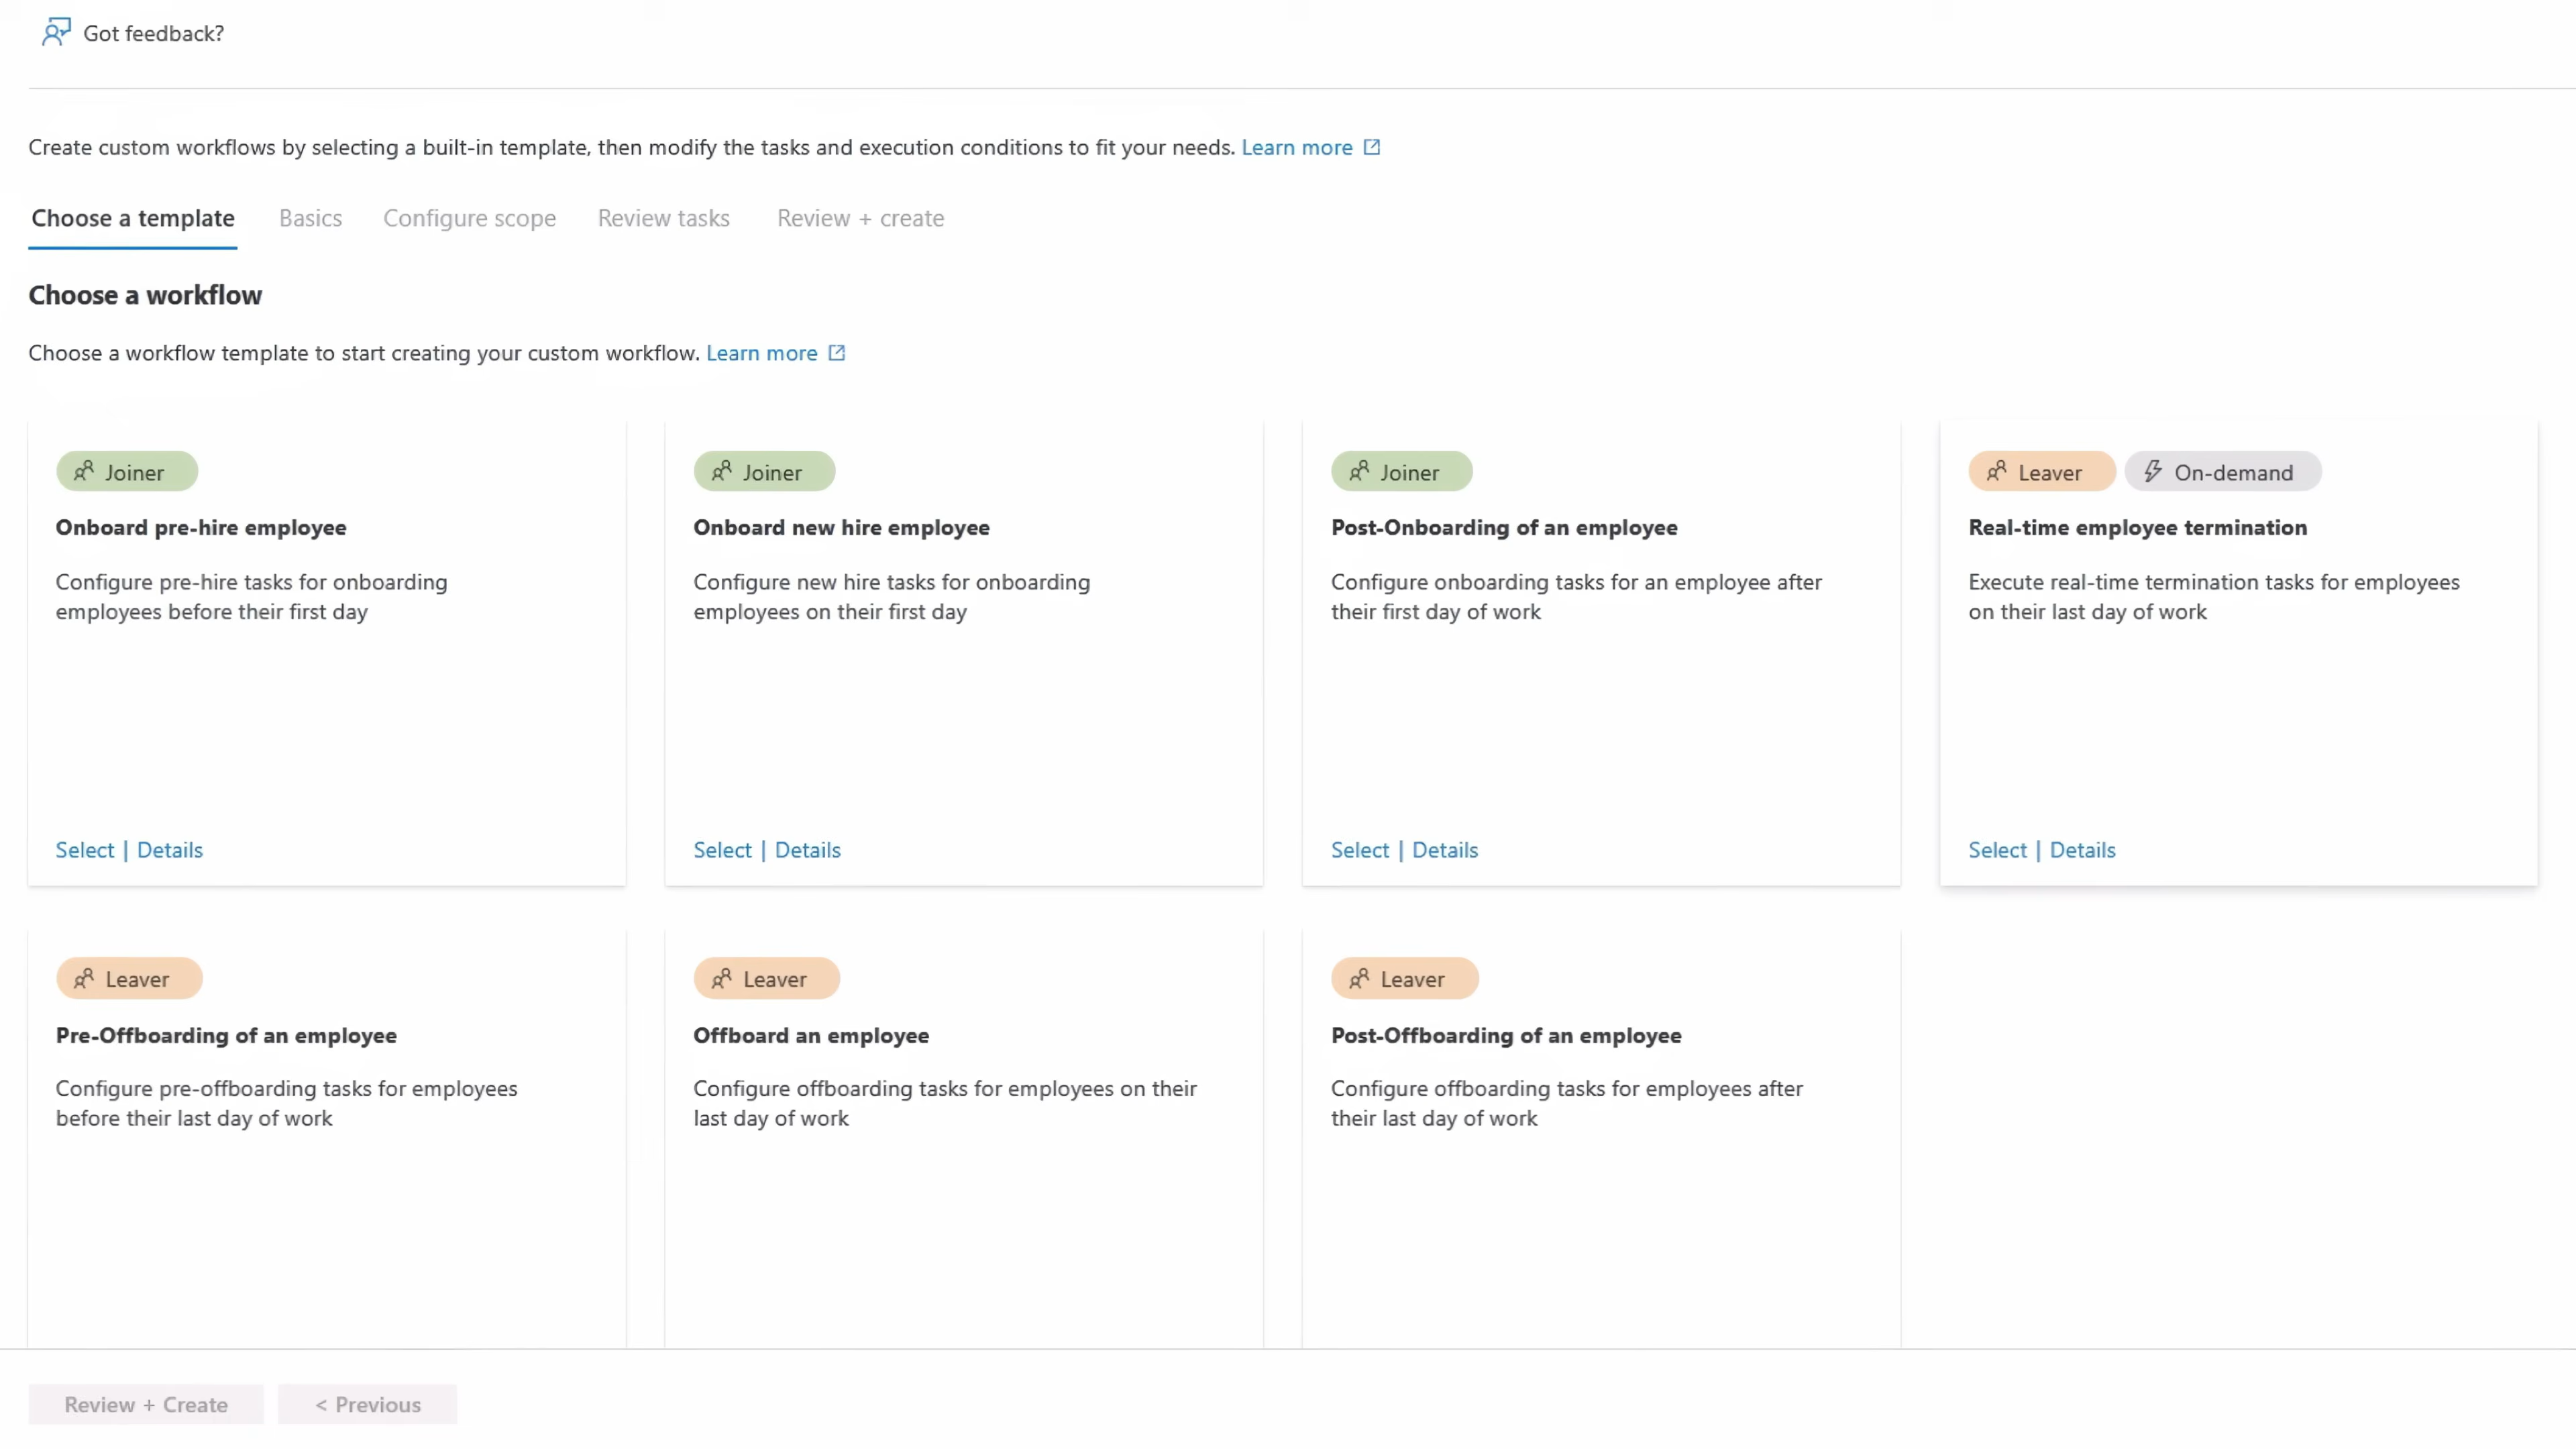 Got feedback?
Create custom workflows by selecting a built-in template, then modify the tasks and execution conditions to fit your needs. Learn more
Choose a template Basics Configure scope Review tasks Review + create
Choose a workflow
Choose a workflow template to start creating your custom workflow. Learn more
Joiner
Onboard pre-hire employee
Configure pre-hire tasks for onboarding
employees before their first day
Select | Details
Joiner
Onboard new hire employee
Configure new hire tasks for onboarding
employees on their first day
Select | Details
Joiner
Post-Onboarding of an employee
Configure onboarding tasks for an employee after
their first day of work
Select | Details
Leaver On-demand
Real-time employee termination
Execute real-time termination tasks for employees
on their last day of work
Select | Details
Leaver
Pre-Offboarding of an employee
Configure pre-offboarding tasks for employees
before their last day of work
Leaver
Offboard an employee
Configure offboarding tasks for employees on their
last day of work
Leaver
Post-Offboarding of an employee
Configure offboarding tasks for employees after
their last day of work
Review + Create < Previous